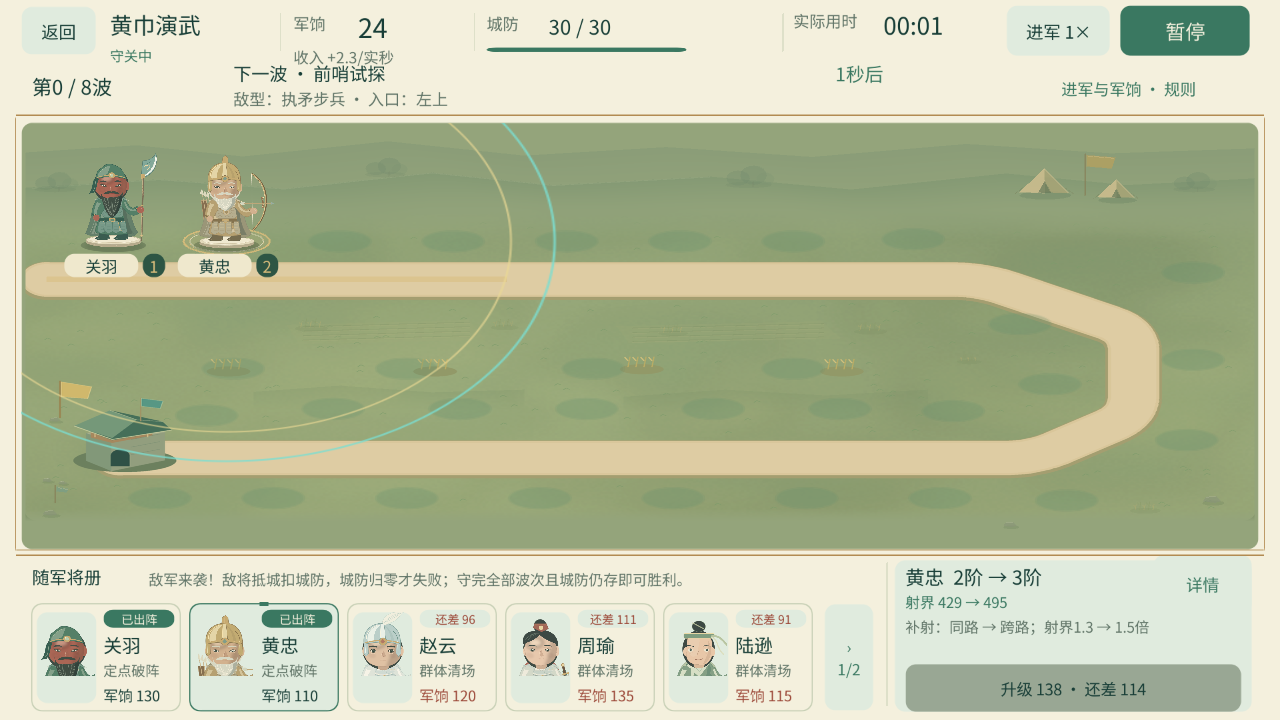 返回
黄巾演武
守关中
军饷 24
收入 +2.3/实秒
城防 30 / 30
实际用时 00:01
进军 1×
暂停
第0 / 8波
下一波 · 前哨试探
敌型：执矛步兵 · 入口：左上
1秒后
进军与军饷 · 规则
关羽 1
黄忠 2
随军将册
敌军来袭！敌将抵城扣城防，城防归零才失败；守完全部波次且城防仍存即可胜利。
已出阵
关羽
定点破阵
军饷 130
已出阵
黄忠
定点破阵
军饷 110
还差 96
赵云
群体清场
军饷 120
还差 111
周瑜
群体清场
军饷 135
还差 91
陆逊
群体清场
军饷 115
›
1/2
黄忠 2阶 → 3阶
详情
射界 429 → 495
补射：同路 → 跨路；射界1.3 → 1.5倍
升级 138 · 还差 114